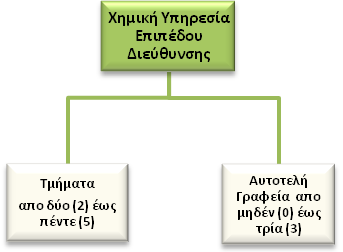 Χημική Υπηρεσία
Επιπέδου
Διεύθυνσης
Τμήματα
απο δύο (2) έως
πέντε (5)
Αυτοτελή
Γραφεία απο
μηδέν (0) έως
τρία (3)